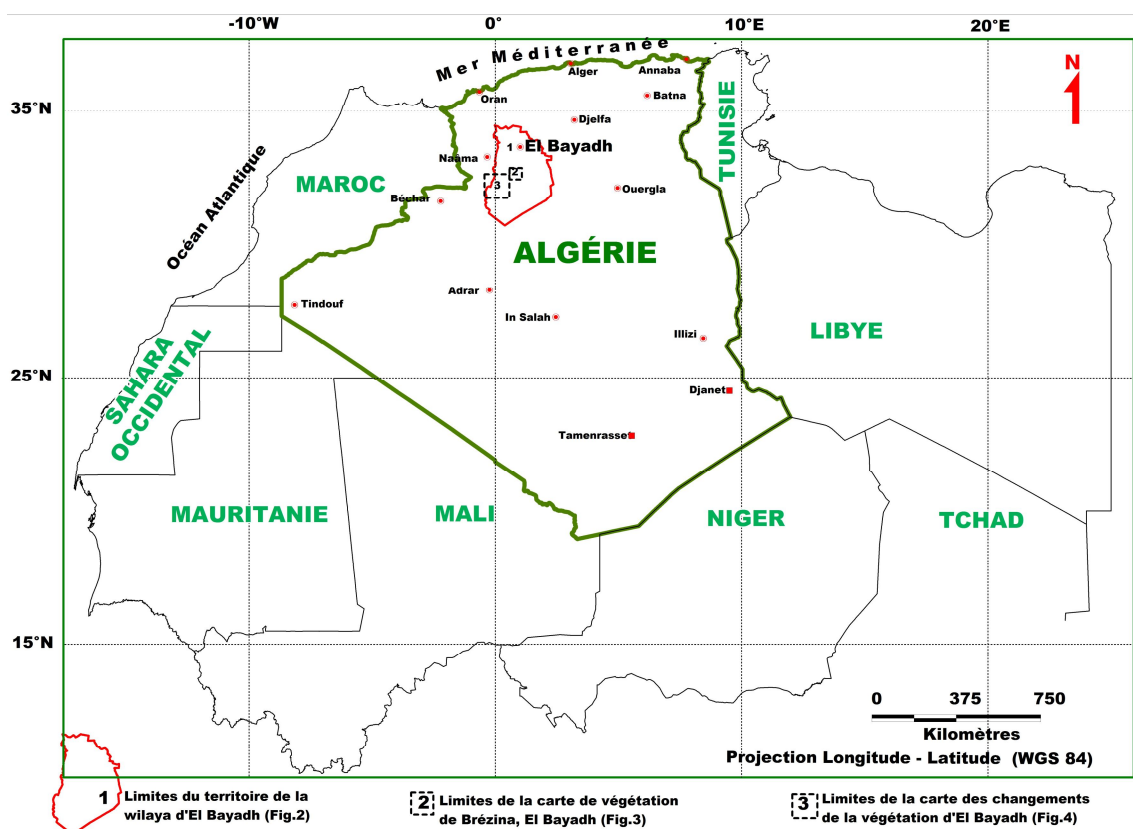 -10°W 0° 10°E 20°E
Mer Méditerranée
N
Alger
Annaba
35°N
Oran
Batna
Djelfa
TUNISIE
1
El Bayadh
Naâma
2
MAROC
3
Ouergla
Béchar
Océan Atlantique
ALGÉRIE
Adrar
Tindouf
In Salah
Illizi
LIBYE
SAHARA
OCCIDENTAL
25°N
Djanet
Tamenrasset
MAURITANIE
MALI
NIGER
TCHAD
15°N
0 375 750
Kilomètres
Projection Longitude - Latitude (WGS 84)
1 Limites du territoire de la
wilaya d'El Bayadh (Fig.2)
2 Limites de la carte de végétation
de Brézina, El Bayadh (Fig.3)
3 Limites de la carte des changements
de la végétation d'El Bayadh (Fig.4)